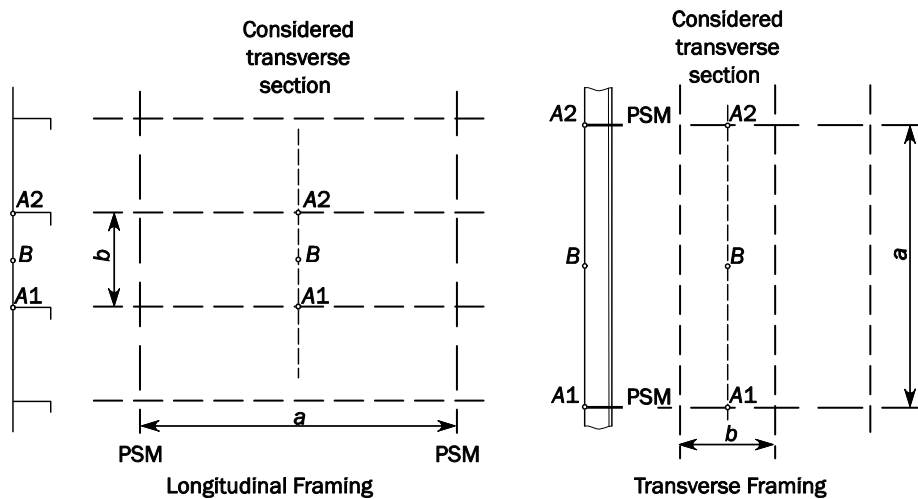 Considered
transverse
section
A2
B
A1
b
A2
B
A1
a
PSM
PSM
Longitudinal Framing
Considered
transverse
section
A2
PSM
A2
B
B
a
A1
PSM
A1
b
Transverse Framing